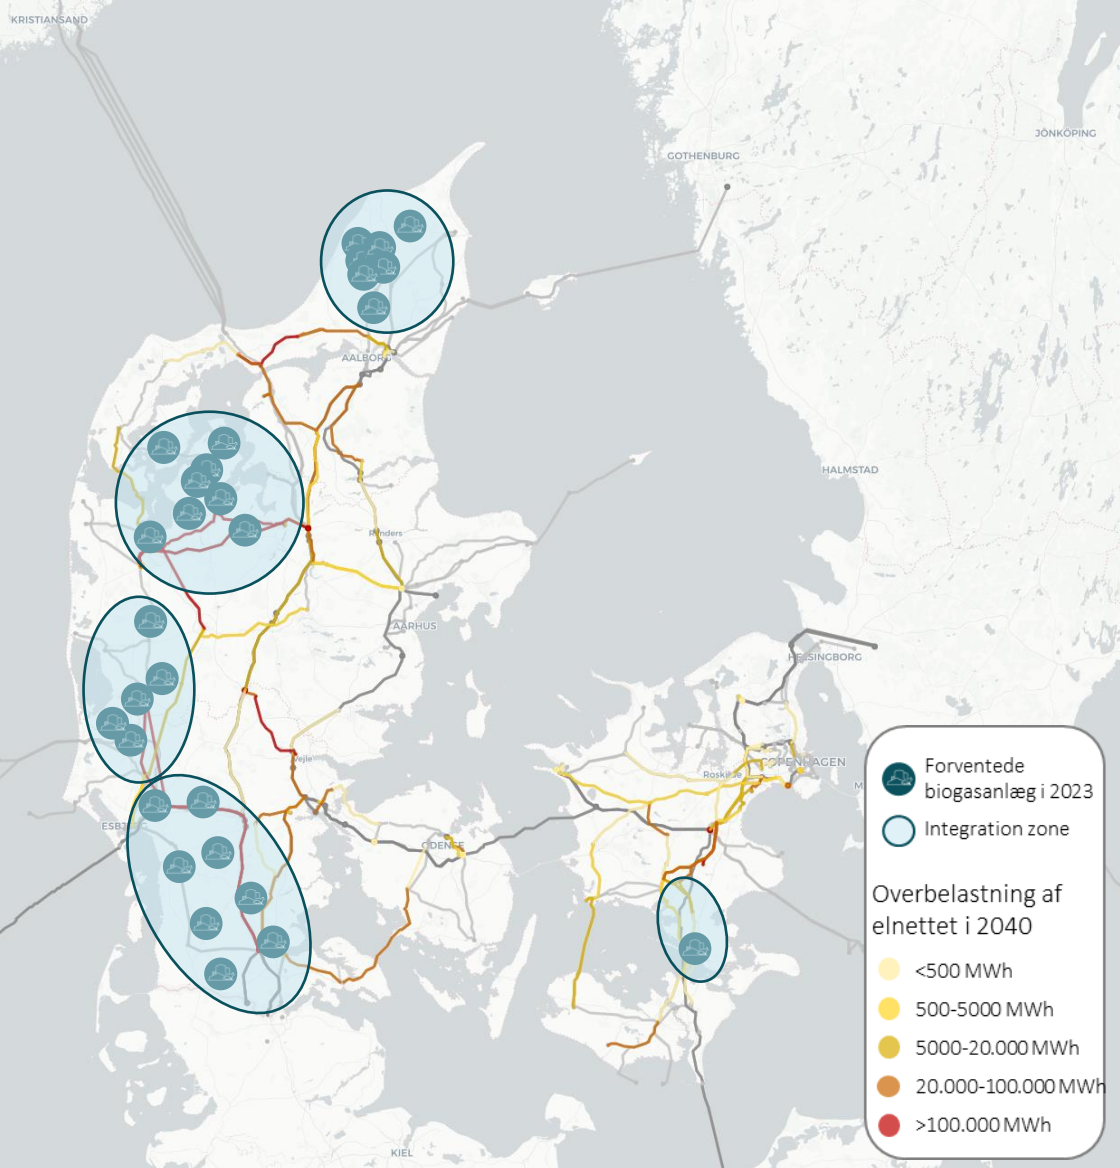 KRISTIANSAND
JÖNKÖPING
GOTHENBURG
AALBORG
HALMSTAD
Randers
AARHUS
HELSINGBORG
Vejle
Roskilde
COPENHAGEN
ODENSE
KIEL
Forventede
biogasanlæg i 2023
Integration zone
Overbelastning af
elnettet i 2040
<500 MWh
500-5000 MWh
5000-20.000 MWh
20.000-100.000 MWh
>100.000 MWh